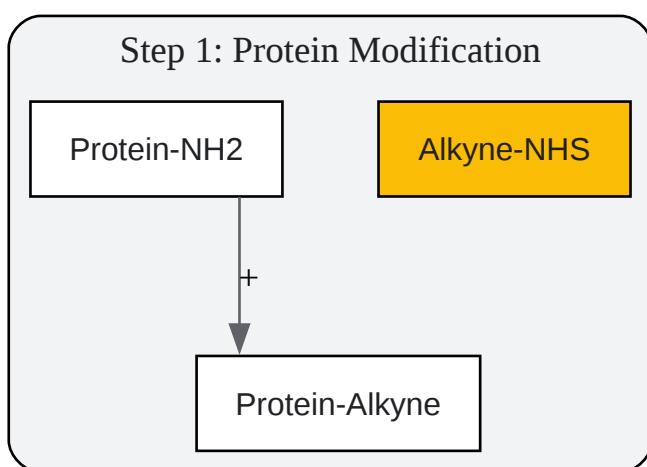 Step 1: Protein Modification
Protein-NH2
Alkyne-NHS
+
Protein-Alkyne